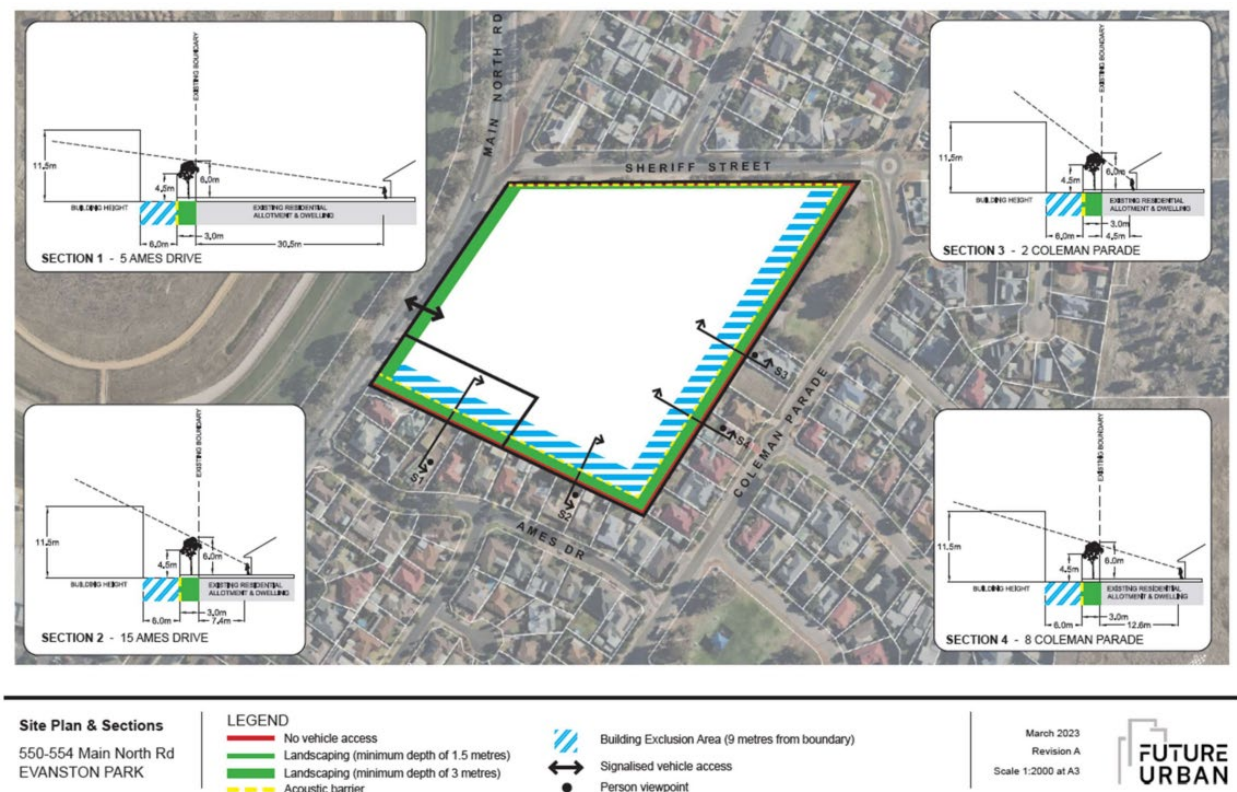 EXISTING BOUNDARY
11.5m
4.5m
6.0m
BUILDING HEIGHT
EXISTING RESIDENTIAL
ALLOTMENT & DWELLING
6.0m
3.0m
30.5m
SECTION 1 - 5 AMES DRIVE
MAIN NORTH RD
SHERIFF STREET
EXISTING BOUNDARY
11.5m
4.5m
6.0m
BUILDING HEIGHT
EXISTING RESIDENTIAL
ALLOTMENT & DWELLING
3.0m
6.0m
4.5m
SECTION 3 - 2 COLEMAN PARADE
S3
S4
COLEMAN PARADE
S1
S2
AMES DR
EXISTING BOUNDARY
11.5m
4.5m
6.0m
BUILDING HEIGHT
EXISTING RESIDENTIAL
ALLOTMENT & DWELLING
3.0m
6.0m
7.4m
SECTION 2 - 15 AMES DRIVE
EXISTING BOUNDARY
11.5m
4.5m
6.0m
BUILDING HEIGHT
EXISTING RESIDENTIAL
ALLOTMENT & DWELLING
3.0m
6.0m
12.6m
SECTION 4 - 8 COLEMAN PARADE
Site Plan & Sections
550-554 Main North Rd
EVANSTON PARK
LEGEND
No vehicle access
Landscaping (minimum depth of 1.5 metres)
Landscaping (minimum depth of 3 metres)
Acoustic barrier
Building Exclusion Area (9 metres from boundary)
Signalised vehicle access
Person viewpoint
March 2023
Revision A
Scale 1:2000 at A3
FUTURE
URBAN